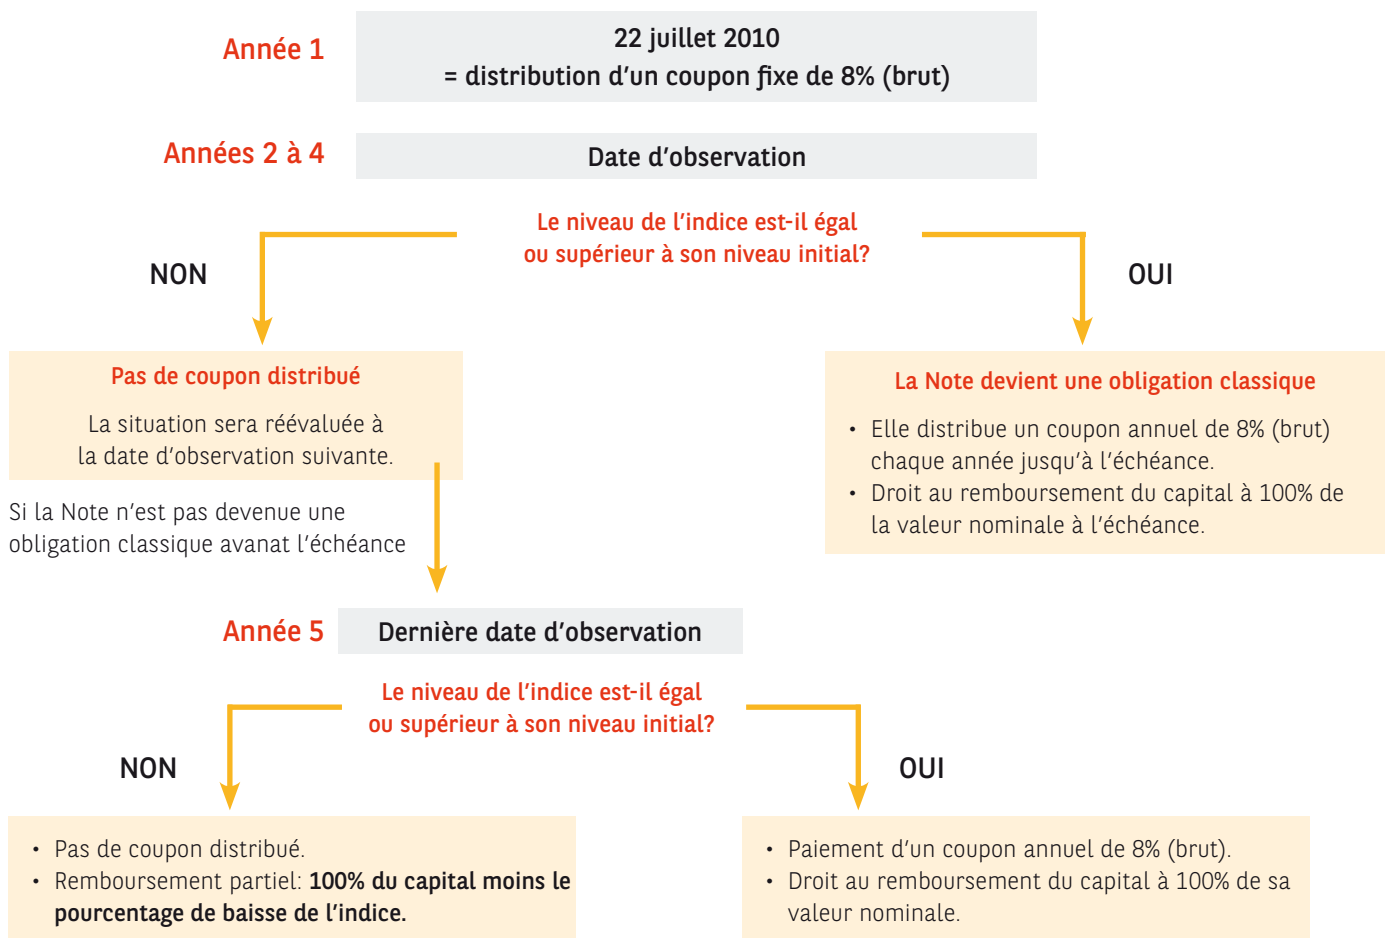 Année 1
22 juillet 2010
= distribution d'un coupon fixe de 8% (brut)
Années 2 à 4
Date d'observation
Le niveau de l'indice est-il égal
ou supérieur à son niveau initial?
NON
OUI
Pas de coupon distribué
La situation sera réévaluée à
la date d'observation suivante.
La Note devient une obligation classique
• Elle distribue un coupon annuel de 8% (brut)
chaque année jusqu'à l'échéance.
• Droit au remboursement du capital à 100% de
la valeur nominale à l'échéance.
Si la Note n'est pas devenue une
obligation classique avanat l'échéance
Année 5
Dernière date d'observation
Le niveau de l'indice est-il égal
ou supérieur à son niveau initial?
NON
OUI
• Pas de coupon distribué.
• Remboursement partiel: 100% du capital moins le
pourcentage de baisse de l'indice.
• Paiement d'un coupon annuel de 8% (brut).
• Droit au remboursement du capital à 100% de sa
valeur nominale.